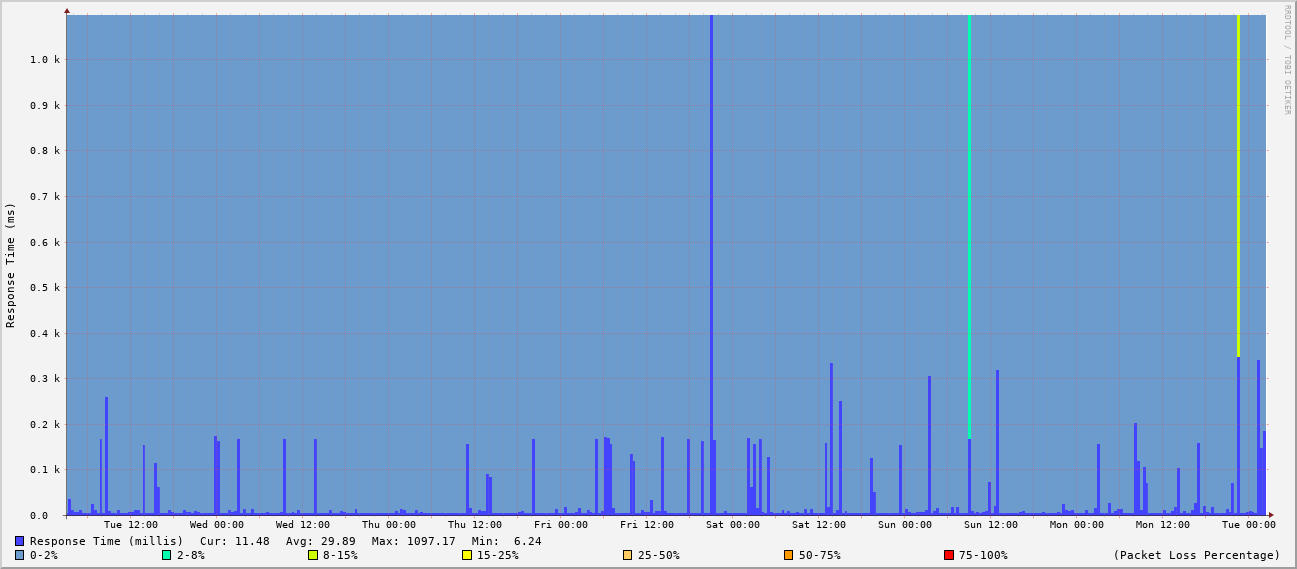 RRDTOOL / TOBI OETIKER
Response Time (ms)
1.0 k
0.9 k
0.8 k
0.7 k
0.6 k
0.5 k
0.4 k
0.3 k
0.2 k
0.1 k
0.0
Tue 12:00 Wed 00:00 Wed 12:00 Thu 00:00 Thu 12:00 Fri 00:00 Fri 12:00 Sat 00:00 Sat 12:00 Sun 00:00 Sun 12:00 Mon 00:00 Mon 12:00 Tue 00:00
Response Time (millis) Cur: 11.48 Avg: 29.89 Max: 1097.17 Min: 6.24
0-2% 2-8% 8-15% 15-25% 25-50% 50-75% 75-100% (Packet Loss Percentage)